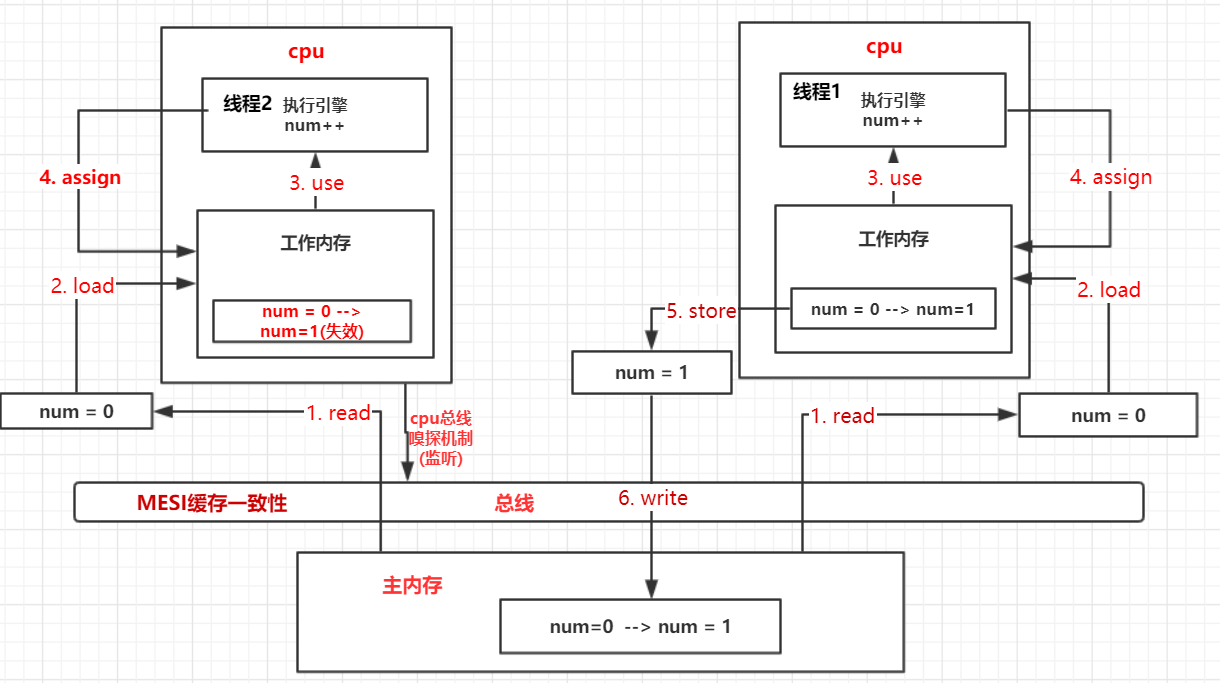 cpu
线程2 执行引擎
num++
4. assign
3. use
工作内存
2. load
num = 0 -->
num=1(失效)
num = 0
1. read
cpu总线
嗅探机制
(监听)
cpu
线程1 执行引擎
num++
4. assign
3. use
工作内存
2. load
num = 0 --> num=1
5. store
num = 1
num = 0
1. read
MESI缓存一致性 总线 6. write
主内存
num=0 --> num = 1